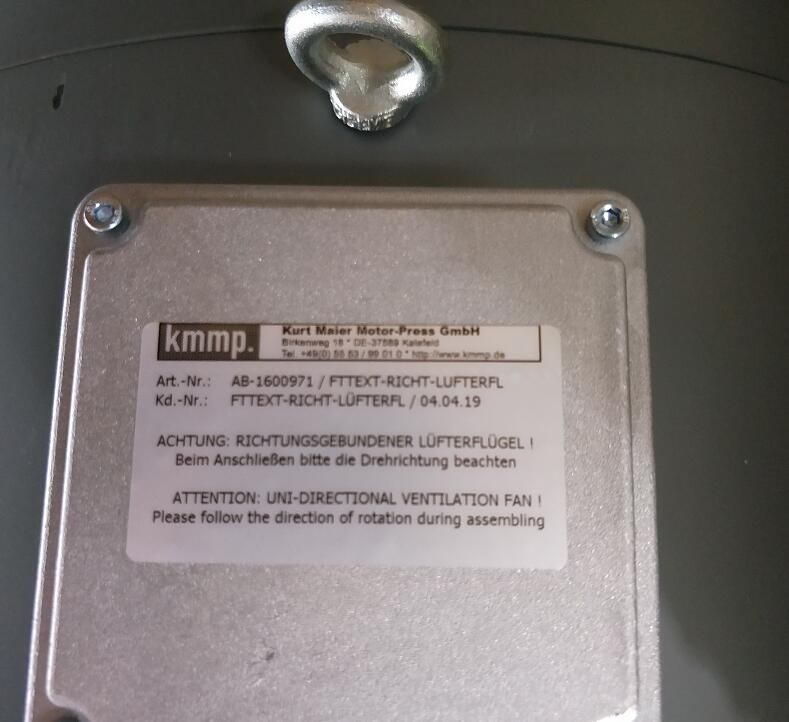 kmmp.
Kurt Maier Motor-Press GmbH
Birkenweg 18 * DE-37589 Kalefeld
Tel. +49(0) 55 53 / 99 01 0 * http://www.kmmp.de
Art.-Nr.: AB-1600971 / FTTEXT-RICHT-LUFTERFL
Kd.-Nr.: FTTEXT-RICHT-LÜFTERFL / 04.04.19
ACHTUNG: RICHTUNGSGEBUNDENER LÜFTERFLÜGEL !
Beim Anschließen bitte die Drehrichtung beachten
ATTENTION: UNI-DIRECTIONAL VENTILATION FAN !
Please follow the direction of rotation during assembling